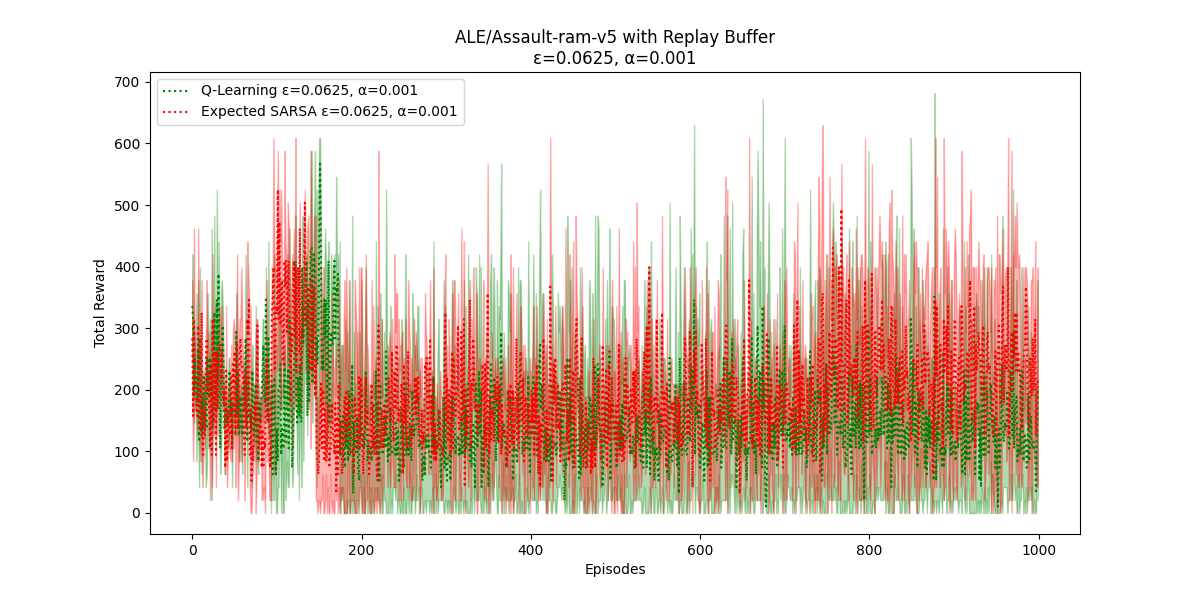 ALE/Assault-ram-v5 with Replay Buffer
ε=0.0625, α=0.001
Q-Learning ε=0.0625, α=0.001
Expected SARSA ε=0.0625, α=0.001
Total Reward
700
600
500
400
300
200
100
0
0 200 400 600 800 1000
Episodes